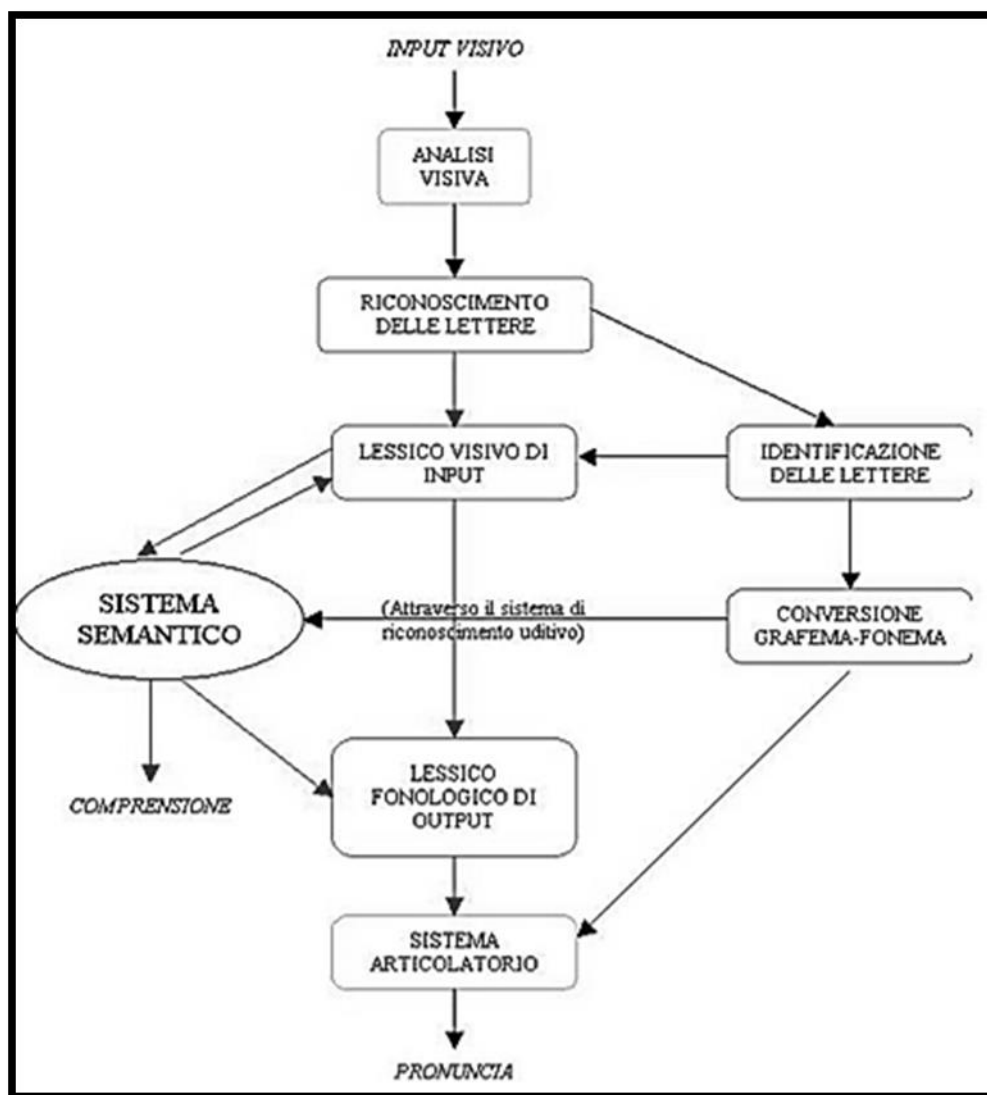 INPUT VISIVO
ANALISI
VISIVA
RICONOSCIMENTO
DELLE LETTERE
LESSICO VISIVO DI
INPUT
IDENTIFICAZIONE
DELLE LETTERE
SISTEMA
SEMANTICO
(Attraverso il sistema di
riconoscimento uditivo)
CONVERSIONE
GRAFEMA-FONEMA
COMPRENSIONE
LESSICO
FONOLOGICO DI
OUTPUT
SISTEMA
ARTICOLATORIO
PRONUNCIA